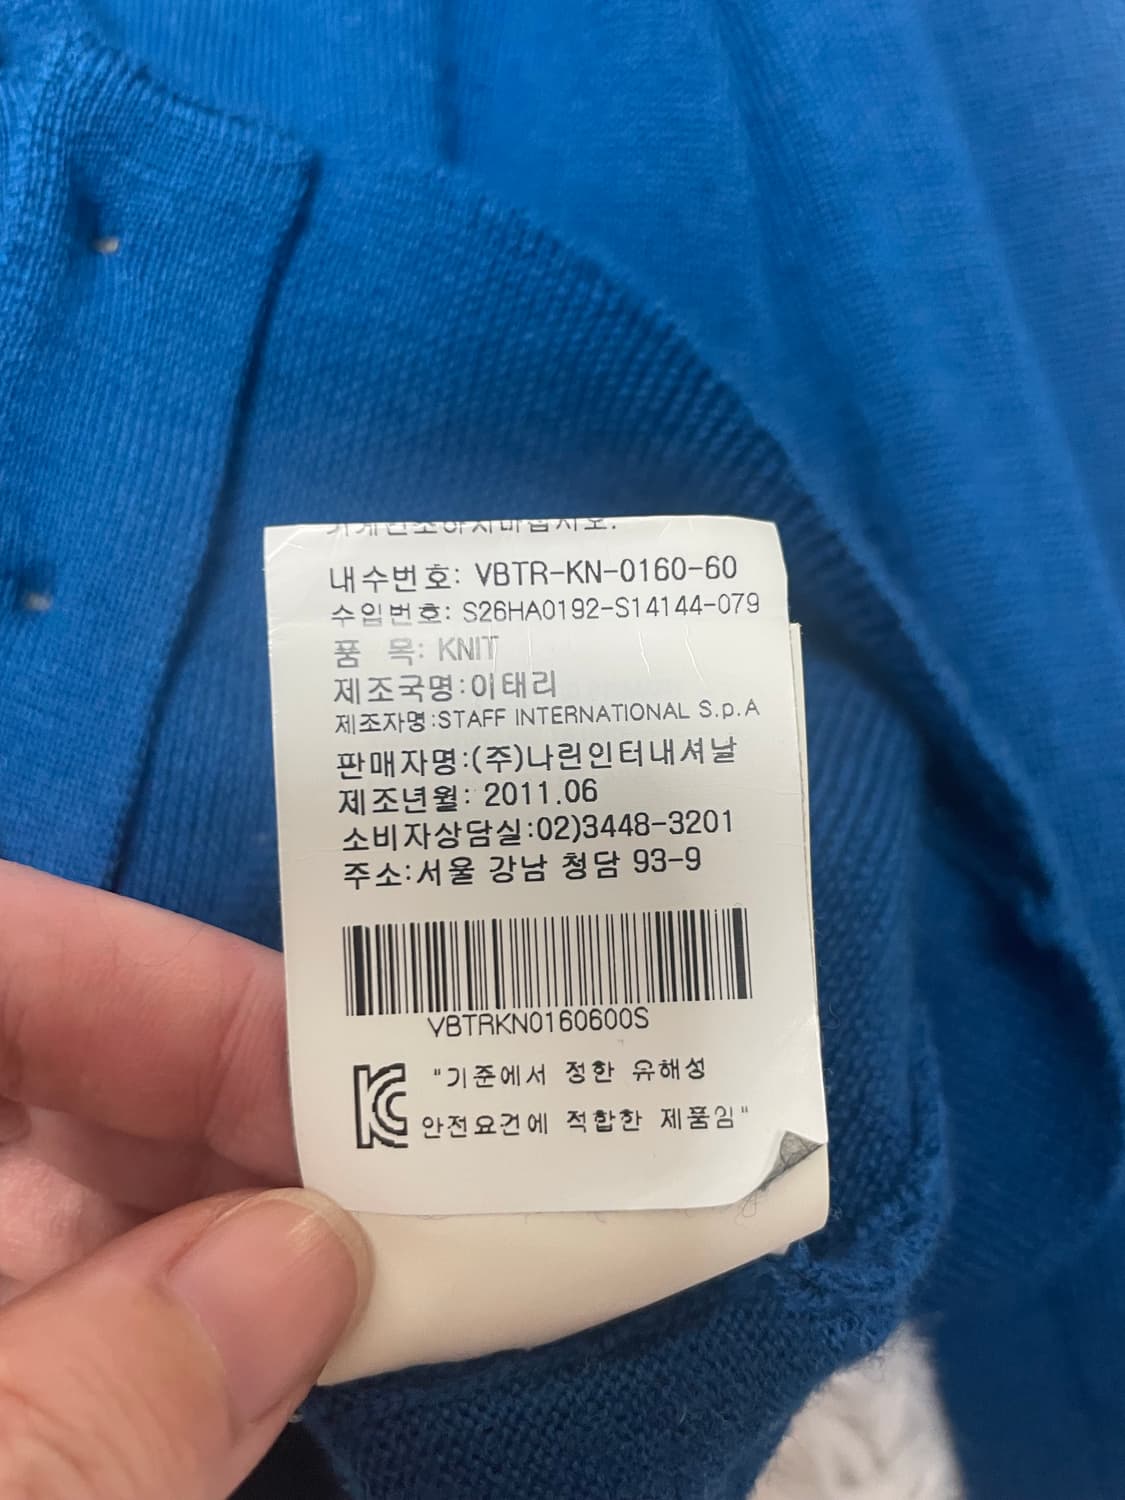 내수번호: VBTR-KN-0160-60
수입번호: S26HA0192-S14144-079
품 목: KNIT
제조국명:이태리
제조자명:STAFF INTERNATIONAL S.p.A
판매자명:(주)나린인터내셔날
제조년월: 2011.06
소비자상담실:02)3448-3201
주소:서울 강남 청담 93-9
VBTRKN0160600S
"기준에서 정한 유해성
안전요건에 적합한 제품임"